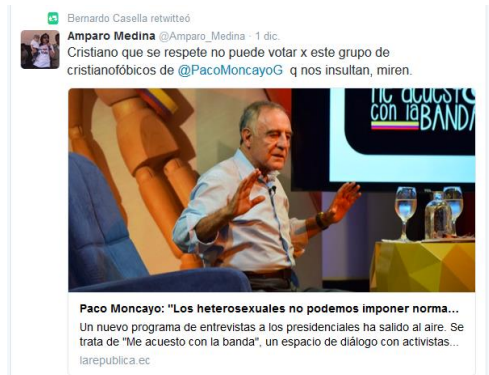 Bernardo Casella retwitteó
Amparo Medina @Amparo_Medina · 1 dic.
Cristiano que se respete no puede votar x este grupo de
cristianofóbicos de @PacoMoncayoG q nos insultan, miren.
me acuesto
con la BANDA
Paco Moncayo: "Los heterosexuales no podemos imponer norma...
Un nuevo programa de entrevistas a los presidenciales ha salido al aire. Se
trata de "Me acuesto con la banda", un espacio de diálogo con activistas...
larepublica.ec